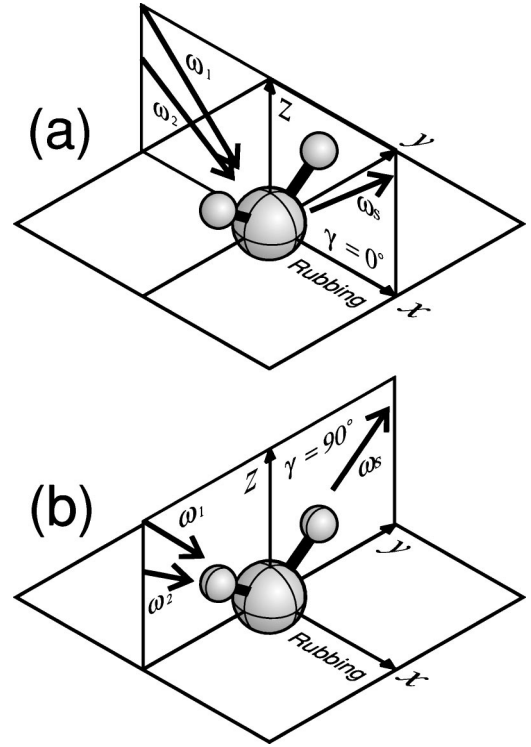 (a)
ω₁
ω₂
z
y
ωs
γ = 0°
Rubbing
x
(b)
ω₁
ω₂
z
γ = 90°
ωs
y
Rubbing
x